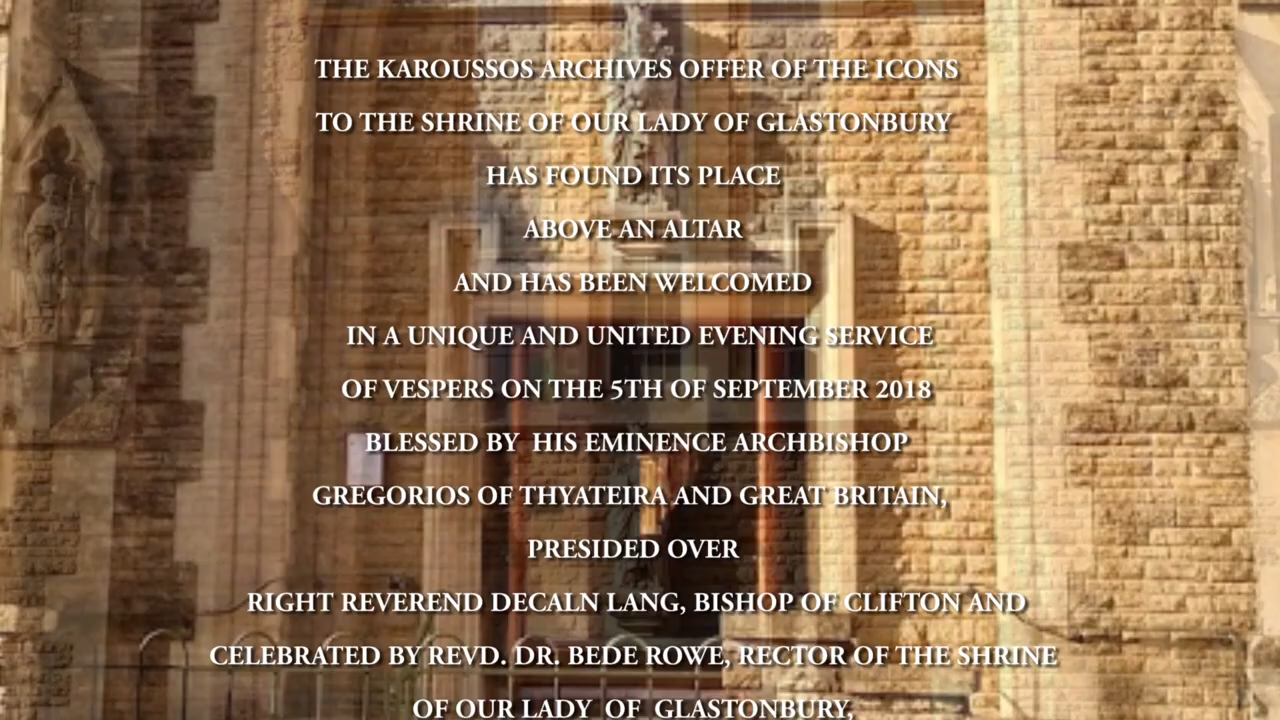 THE KAROUSSOS ARCHIVES OFFER OF THE ICONS
TO THE SHRINE OF OUR LADY OF GLASTONBURY
HAS FOUND ITS PLACE
ABOVE AN ALTAR
AND HAS BEEN WELCOMED
IN A UNIQUE AND UNITED EVENING SERVICE
OF VESPERS ON THE 5TH OF SEPTEMBER 2018
BLESSED BY HIS EMINENCE ARCHBISHOP
GREGORIOS OF THYATEIRA AND GREAT BRITAIN,
PRESIDED OVER
RIGHT REVEREND DECALN LANG, BISHOP OF CLIFTON AND
CELEBRATED BY REVD. DR. BEDE ROWE, RECTOR OF THE SHRINE
OF OUR LADY OF GLASTONBURY,